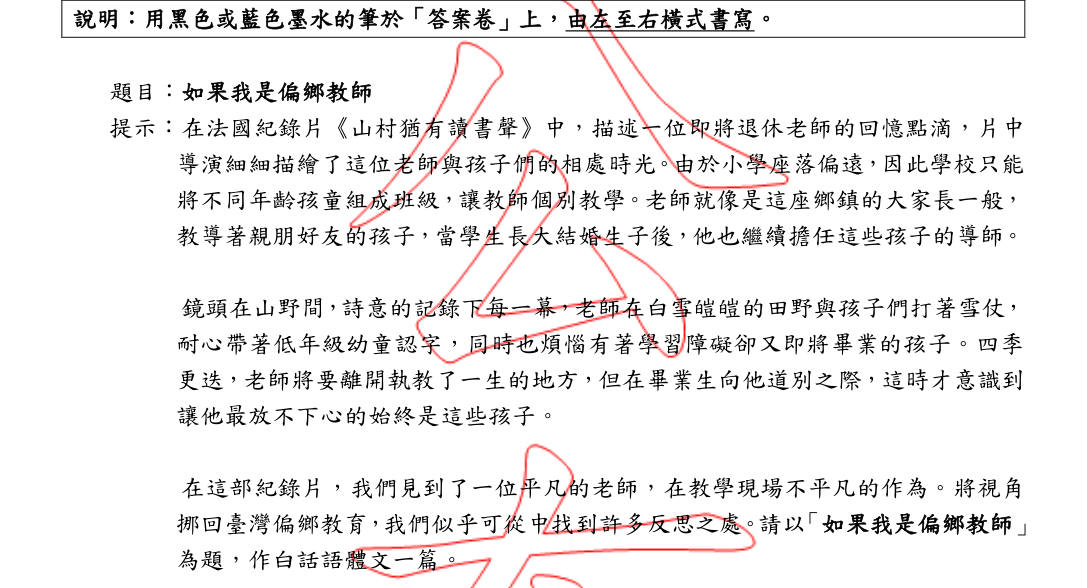 說明：用黑色或藍色墨水的筆於「答案卷」上，由左至右橫式書寫。
題目：如果我是偏鄉教師
提示：在法國紀錄片《山村猶有讀書聲》中，描述一位即將退休老師的回憶點滴，片中
導演細細描繪了這位老師與孩子們的相處時光。由於小學座落偏遠，因此學校只能
將不同年齡孩童組成班級，讓教師個別教學。老師就像是這座鄉鎮的大家長一般，
教導著親朋好友的孩子，當學生長大結婚生子後，他也繼續擔任這些孩子的導師。
鏡頭在山野間，詩意的記錄下每一幕，老師在白雪皚皚的田野與孩子們打著雪仗，
耐心帶著低年級幼童認字，同時也煩惱有著學習障礙卻又即將畢業的孩子。四季
更迭，老師將要離開執教了一生的地方，但在畢業生向他道別之際，這時才意識到
讓他最放不下心的始終是這些孩子。
在這部紀錄片，我們見到了一位平凡的老師，在教學現場不平凡的作為。將視角
挪回臺灣偏鄉教育，我們似乎可從中找到許多反思之處。請以「如果我是偏鄉教師」
為題，作白話語體文一篇。